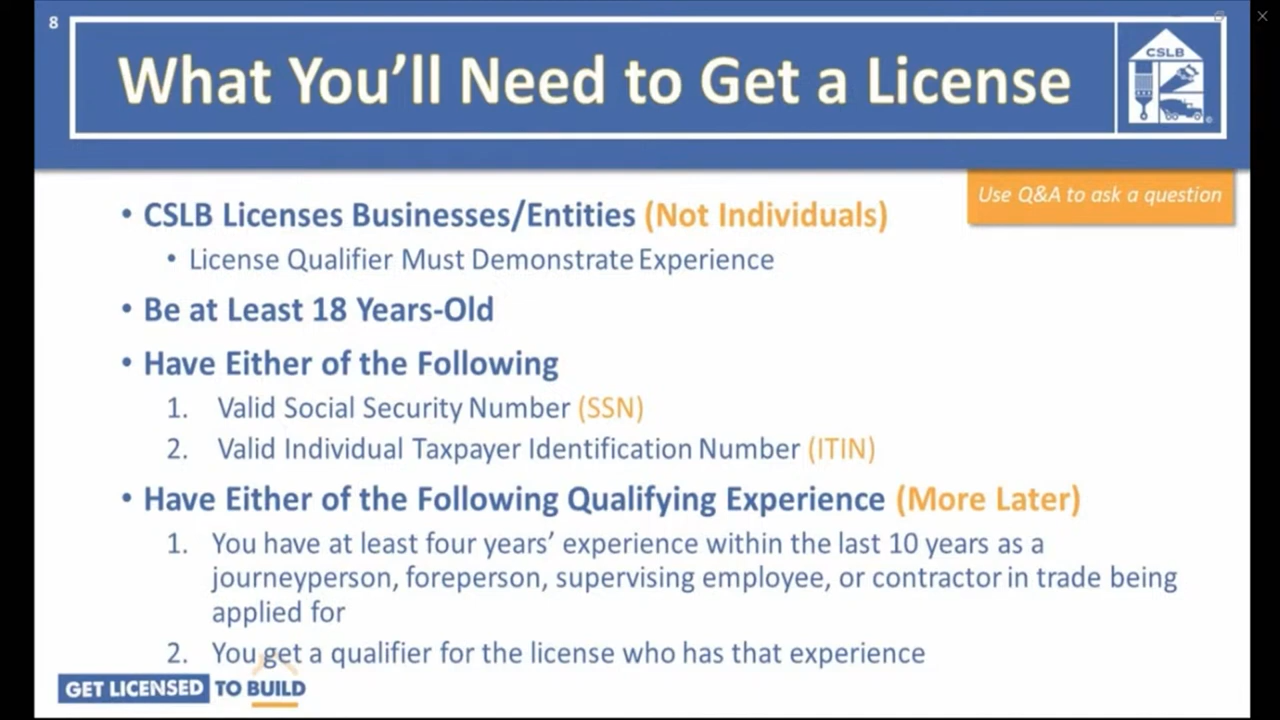 8
What You'll Need to Get a License
CSLB
®
Use Q&A to ask a question
• CSLB Licenses Businesses/Entities (Not Individuals)
• License Qualifier Must Demonstrate Experience
• Be at Least 18 Years-Old
• Have Either of the Following
1. Valid Social Security Number (SSN)
2. Valid Individual Taxpayer Identification Number (ITIN)
• Have Either of the Following Qualifying Experience (More Later)
1. You have at least four years' experience within the last 10 years as a
journeyperson, foreperson, supervising employee, or contractor in trade being
applied for
2. You get a qualifier for the license who has that experience
GET LICENSED TO BUILD